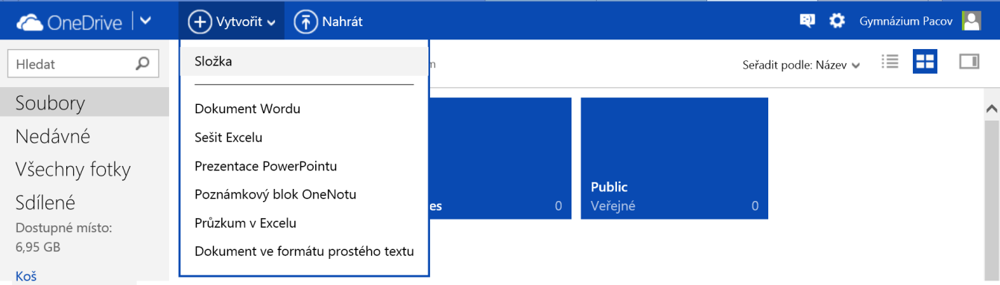 OneDrive
Vytvořit
Nahrát
Gymnázium Pacov
Hledat
Soubory
Nedávné
Všechny fotky
Sdílené
Dostupné místo:
6,95 GB
Koš
Složka
Dokument Wordu
Sešit Excelu
Prezentace PowerPointu
Poznámkový blok OneNotu
Průzkum v Excelu
Dokument ve formátu prostého textu
Seřadit podle: Název
es 0
Public
Veřejné 0